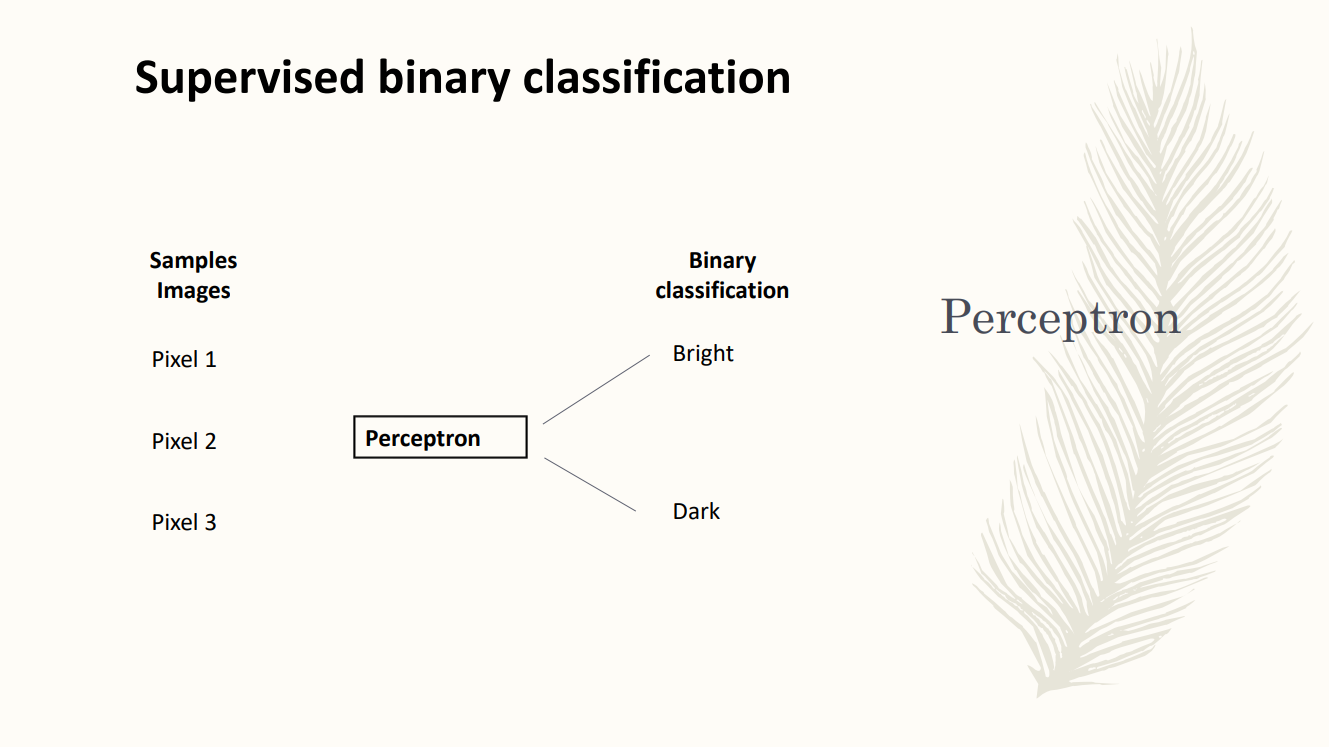 Supervised binary classification
Samples
Images
Binary
classification
Pixel 1
Bright
Pixel 2
Perceptron
Pixel 3
Dark
Perceptron